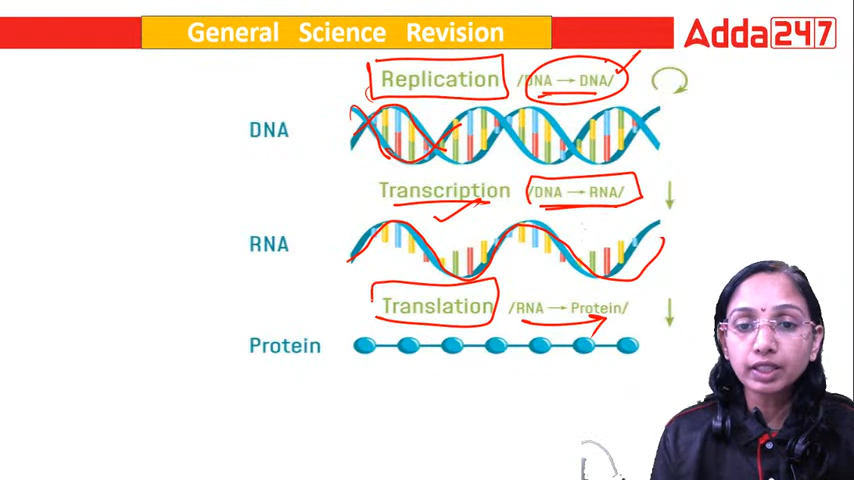 General Science Revision
Adda247
Replication /DNA → DNA/
DNA
Transcription /DNA → RNA/
RNA
Translation /RNA → Protein/
Protein